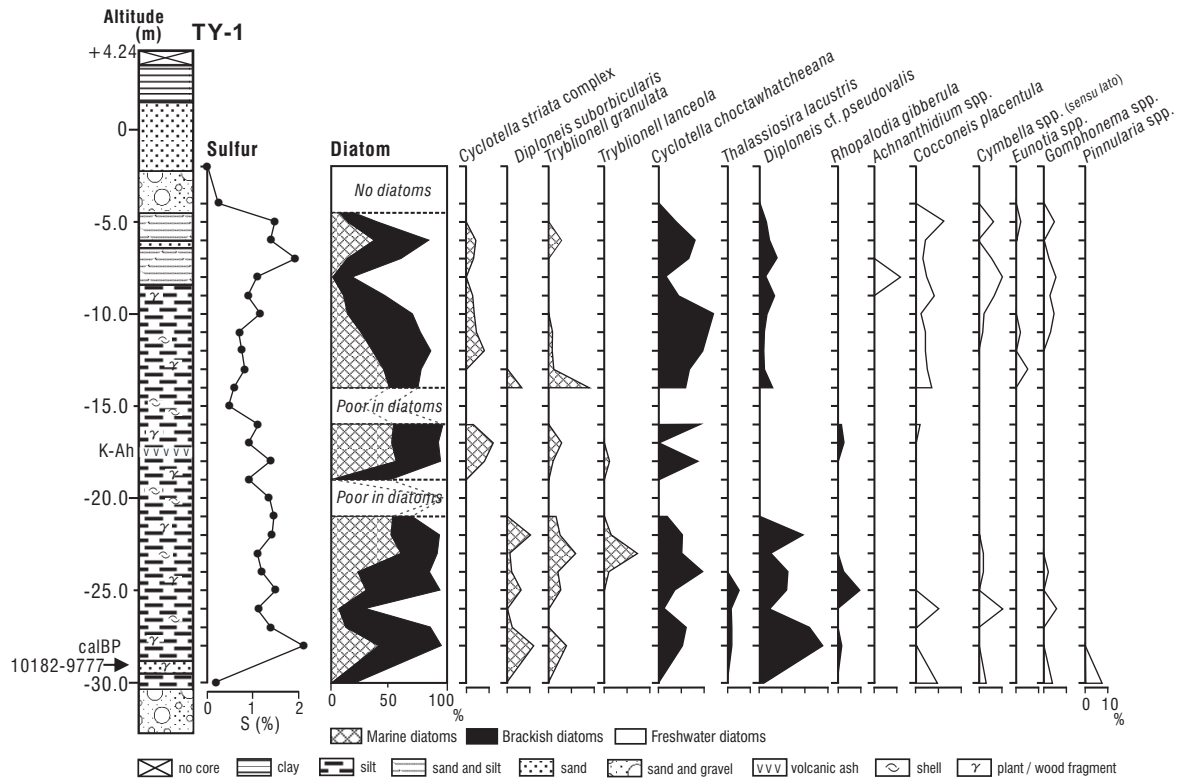 Altitude
(m)
TY-1
+4.24
0
-5.0
-10.0
-15.0
K-Ah
-20.0
-25.0
calBP
10182-9777
-30.0
Sulfur
0 1 2
S (%)
Diatom
No diatoms
Poor in diatoms
Poor in diatoms
0 50 100
%
Cyclotella striata complex
Diploneis suborbicularis
Tryblionell granulata
Tryblionell lanceola
Cyclotella choctawhatcheeana
Thalassiosira lacustris
Diploneis cf. pseudovalis
Rhopalodia gibberula
Achnanthidium spp.
Cocconeis placentula
Cymbella spp. (sensu lato)
Eunotia spp.
Gomphonema spp.
Pinnularia spp.
0 10
%
Marine diatoms Brackish diatoms Freshwater diatoms
no core clay silt sand and silt sand sand and gravel volcanic ash shell plant / wood fragment